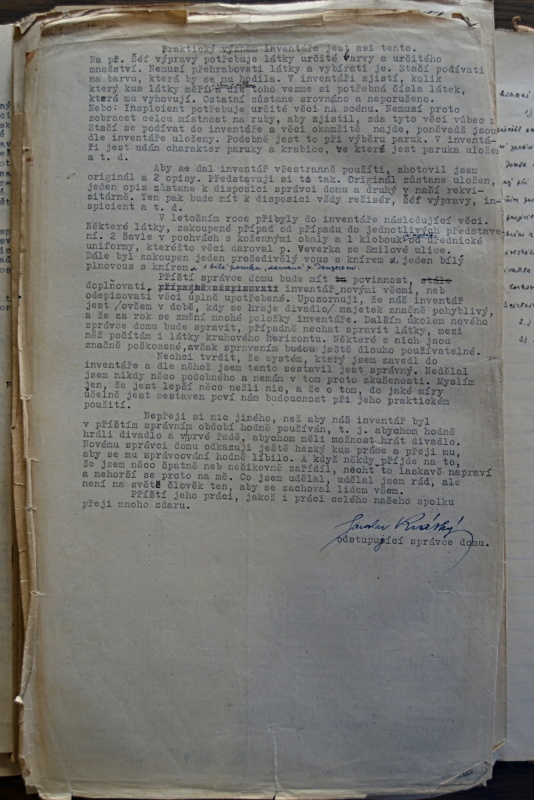 Praktický význam inventáře jest asi tento.
Na př. šéf výpravy potřebuje látky určité barvy a určitého
množství. Nemusí přehrabovati látky a vybírati je. Stačí podívati
na barvu, která by se mu hodila. V inventáři zjistí, kolik
který kus látky měří a dle toho vezme si potřebná čísla látek,
která mu vyhovují. Ostatní zůstane srovnáno a neporušeno.
Nebo: Inspicient potřebuje určité věci na scénu. Nemusí proto
zobracet celou místnost na ruby, aby zjistil, zda tyto věci vůbec
Stačí se podívat do inventáře a věci okamžitě najde, poněvadž jsou
dle inventáře uloženy. Podobně jest to při výběru paruk. V inventá-
ři jest udán charakter paruky a krabice, ve které jest paruka uložena
a t. d.
Aby se dal inventář všestranně použíti, zhotovil jsem
originál a 2 opisy. Představuji si to tak. Originál zůstane uložen,
jeden opis zůstane k disposici správci domu a druhý v naší rekvi-
sitárně. Ten pak bude mít k disposici vždy režisér, šéf výpravy, in-
spicient a t. d.
V letošním roce přibyly do inventáře následující věci.
Některé látky, zakoupené případ od případu do jednotlivých představe-
ní. 2 šavle v pochvách s koženými obaly a 1 klobouk od úřednické
uniformy, kteréžto věci daroval p. Veverka ze Smilové ulice.
Dále byl zakoupen jeden prošedivělý vous s knírem a jeden bílý
plnovous s knírem a bílá paruka, darovaná p.
Příští správce domu bude mít za povinnost, stále
doplňovati, inventář novými věcmi, neb
odepisovati věci úplně upotřebené. Upozornuji, že náš inventář
jest /ovšem v době, kdy se hraje divadlo/ majetek značně pohyblivý,
a že za rok se změní mnohé položky inventáře. Dalším úkolem nového
správce domu bude spravit, případně nechat spravit látky, mezi
něž počítám i látky kruhového horizontu. Některé z nich jsou
značně poškozené, avšak spravením budou ještě dlouho používatelné.
Nechci tvrdit, že systém, který jsem zavedl do
inventáře a dle něhož jsem tento sestavil jest správný. Nedělal
jsem nikdy něco podobného a nemám v tom proto zkušenosti. Myslím
jen, že jest lepší něco nežli nic, a že o tom, do jaké míry
účelně jest sestaven poví nám budoucnost při jeho praktickém
použití.
Nepřeji si nic jiného, než aby náš inventář byl
v příštím správním období hodně používán, t. j. abychom hodně
hráli divadlo a v prvé řadě, abychom měli možnost hrát divadlo.
Novému správci domu odkazuji ještě hezký kus práce a přeji mu,
aby se mu správcování hodně líbilo. A když někdy přijde na to,
že jsem něco špatně neb nešikovně zařídil, nechť to laskavě napraví
a nehorší se proto na mě. Co jsem udělal, udělal jsem rád, ale
není na světě člověk ten, aby se zachoval lidem všem.
Příští jeho práci, jakož i práci celého našeho spolku
přeji mnoho zdaru.
odstupující správce domu.